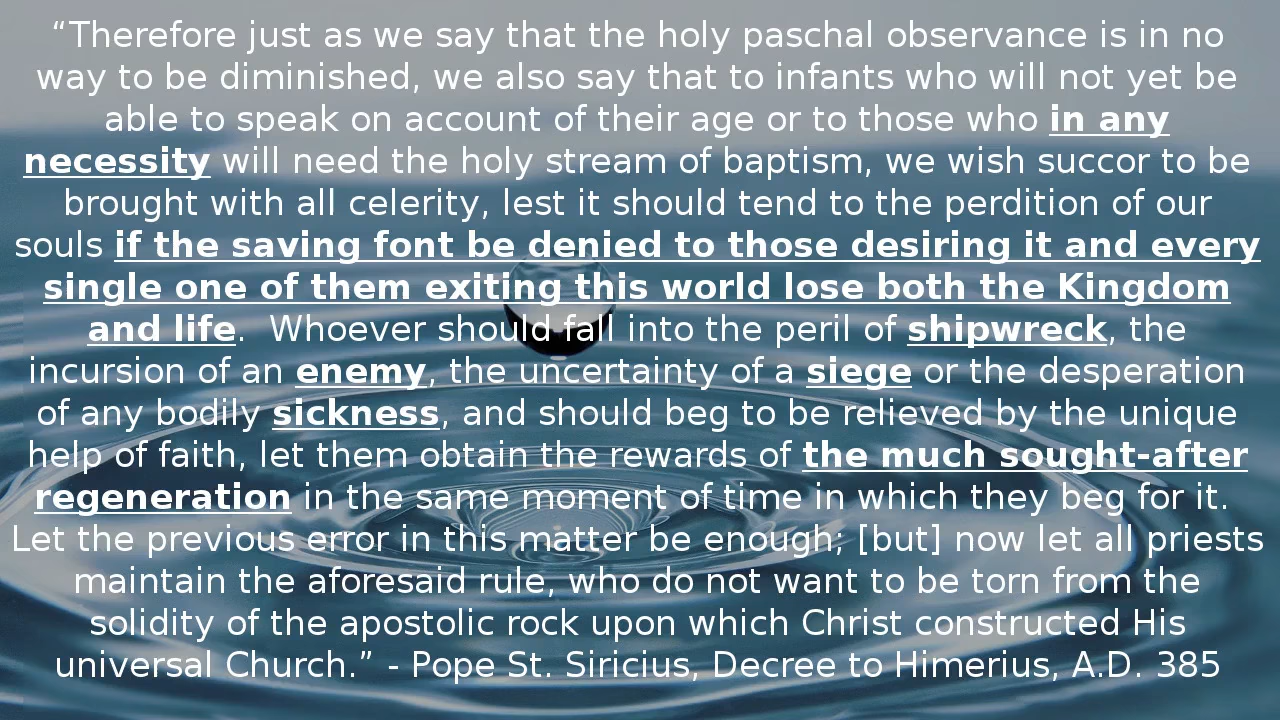 “Therefore just as we say that the holy paschal observance is in no
way to be diminished, we also say that to infants who will not yet be
able to speak on account of their age or to those who in any
necessity will need the holy stream of baptism, we wish succor to be
brought with all celerity, lest it should tend to the perdition of our
souls if the saving font be denied to those desiring it and every
single one of them exiting this world lose both the Kingdom
and life.  Whoever should fall into the peril of shipwreck, the
incursion of an enemy, the uncertainty of a siege or the desperation
of any bodily sickness, and should beg to be relieved by the unique
help of faith, let them obtain the rewards of the much sought-after
regeneration in the same moment of time in which they beg for it.
Let the previous error in this matter be enough; [but] now let all priests
maintain the aforesaid rule, who do not want to be torn from the
solidity of the apostolic rock upon which Christ constructed His
universal Church.” - Pope St. Siricius, Decree to Himerius, A.D. 385